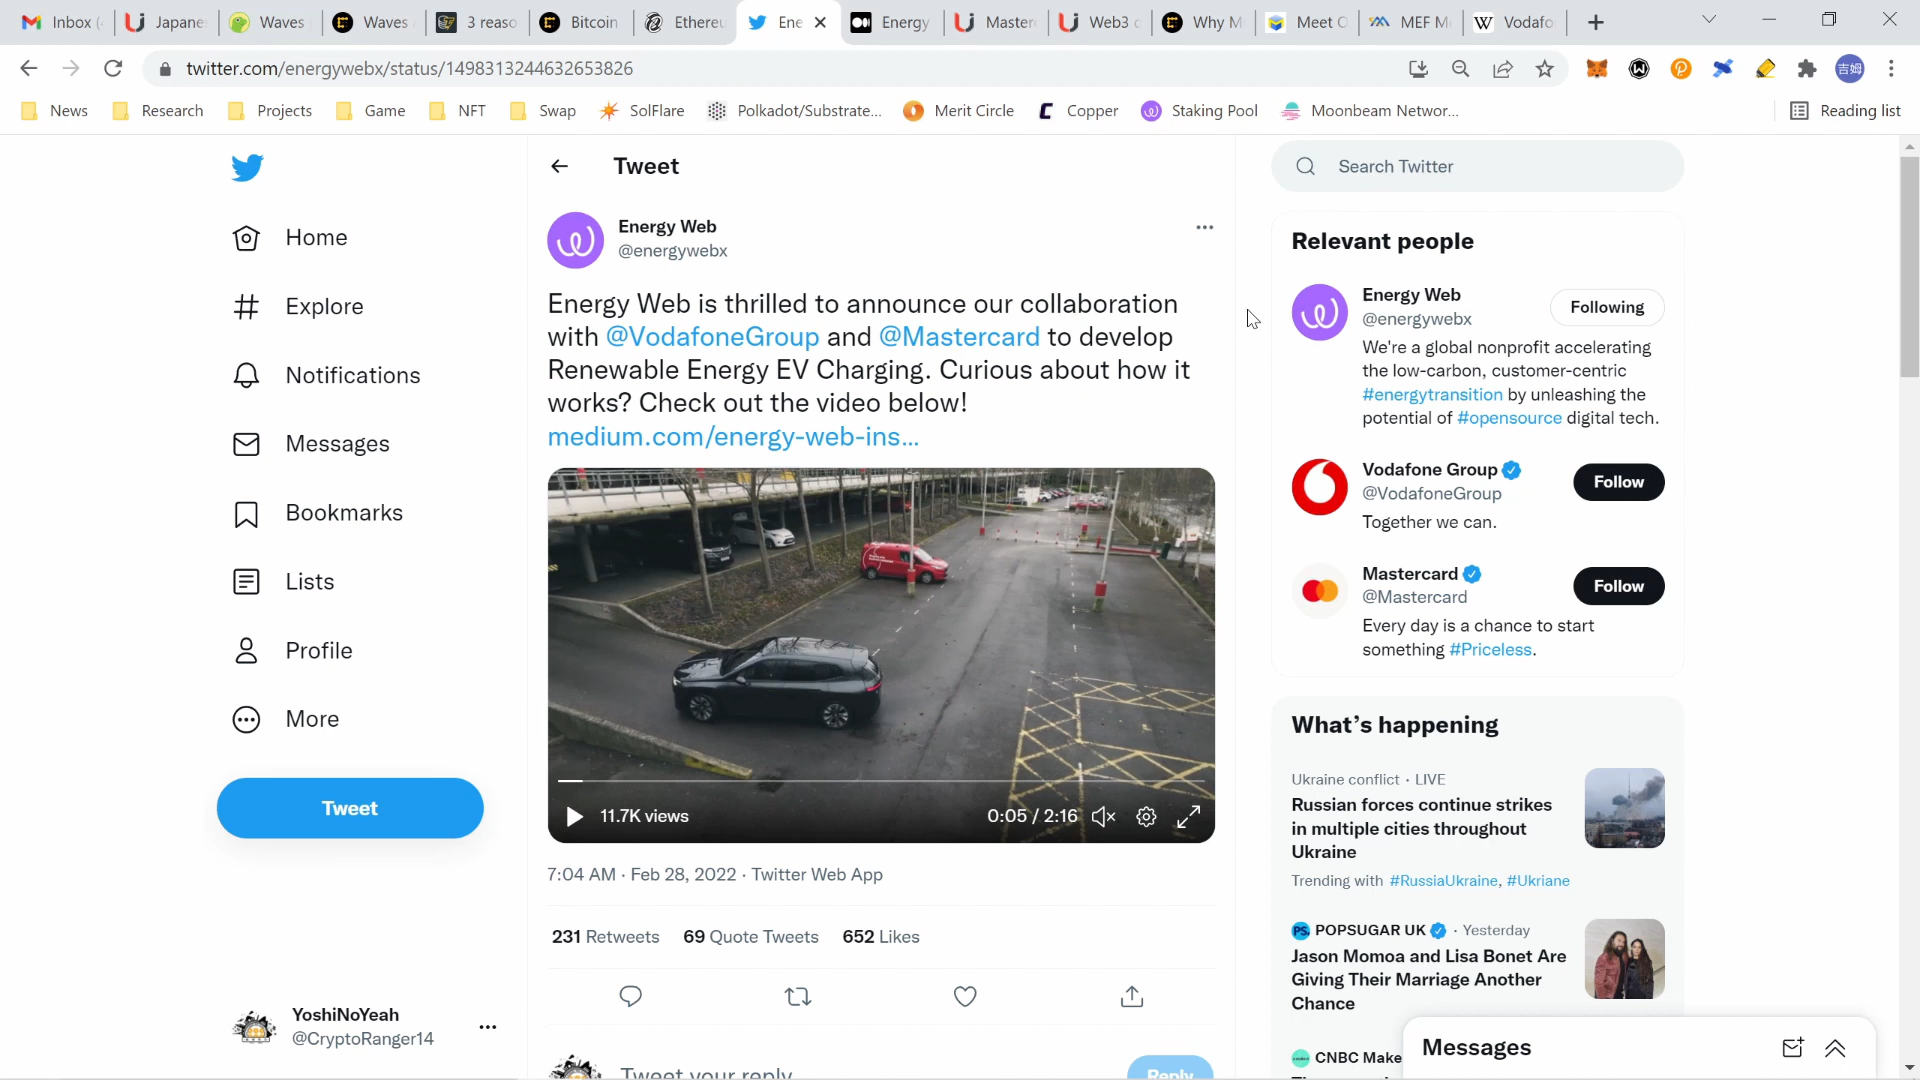 Inbox (
Japane
Waves
Waves
3 reaso
Bitcoin
Ethereu
Ene
Energy
Master
Web3 c
Why M
Meet O
MEF M
Vodafo
twitter.com/energywebx/status/1498313244632653826
吉姆
News
Research
Projects
Game
NFT
Swap
SolFlare
Polkadot/Substrate...
Merit Circle
Copper
Staking Pool
Moonbeam Networ...
Reading list
Home
Explore
Notifications
Messages
Bookmarks
Lists
Profile
More
Tweet
YoshiNoYeah
@CryptoRanger14
Tweet
Energy Web
@energywebx
Energy Web is thrilled to announce our collaboration
with @VodafoneGroup and @Mastercard to develop
Renewable Energy EV Charging. Curious about how it
works? Check out the video below!
medium.com/energy-web-ins...
11.7K views
0:05 / 2:16
7:04 AM · Feb 28, 2022 · Twitter Web App
231 Retweets 69 Quote Tweets 652 Likes
Tweet your reply
Reply
Search Twitter
Relevant people
Energy Web
@energywebx
Following
We're a global nonprofit accelerating
the low-carbon, customer-centric
#energytransition by unleashing the
potential of #opensource digital tech.
Vodafone Group
@VodafoneGroup
Follow
Together we can.
Mastercard
@Mastercard
Follow
Every day is a chance to start
something #Priceless.
What's happening
Ukraine conflict · LIVE
Russian forces continue strikes
in multiple cities throughout
Ukraine
Trending with #RussiaUkraine, #Ukriane
PS. POPSUGAR UK · Yesterday
Jason Momoa and Lisa Bonet Are
Giving Their Marriage Another
Chance
CNBC Make
Messages